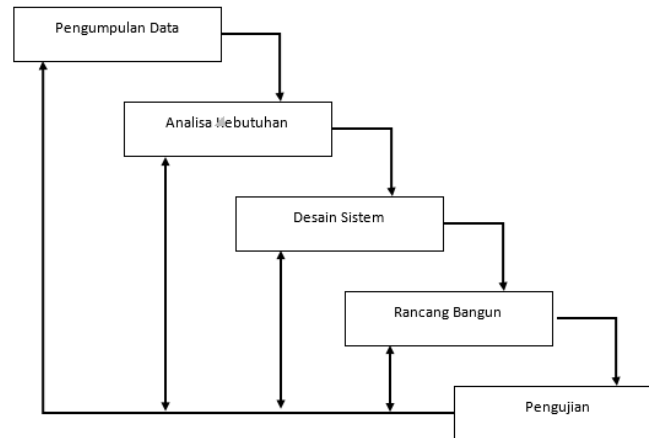 Pengumpulan Data
Analisa Kebutuhan
Desain Sistem
Rancang Bangun
Pengujian